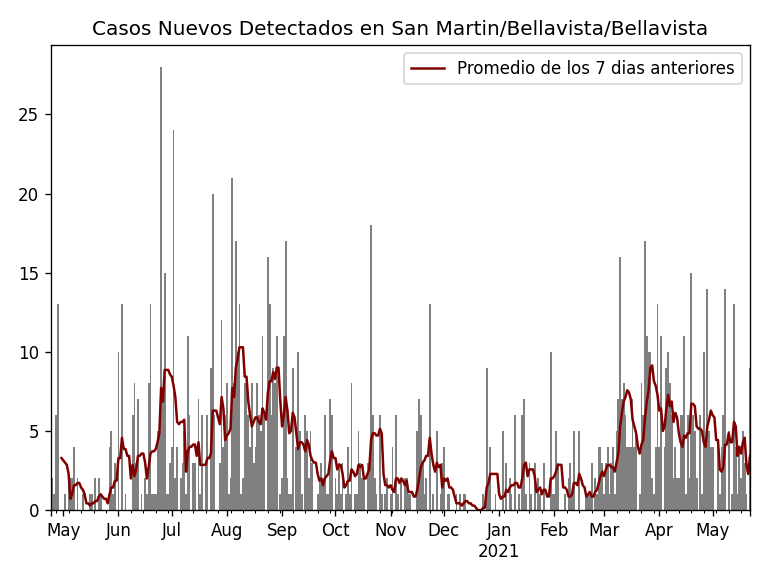 Casos Nuevos Detectados en San Martin/Bellavista/Bellavista
Promedio de los 7 dias anteriores
25
20
15
10
5
0
May Jun Jul Aug Sep Oct Nov Dec Jan Feb Mar Apr May
2021